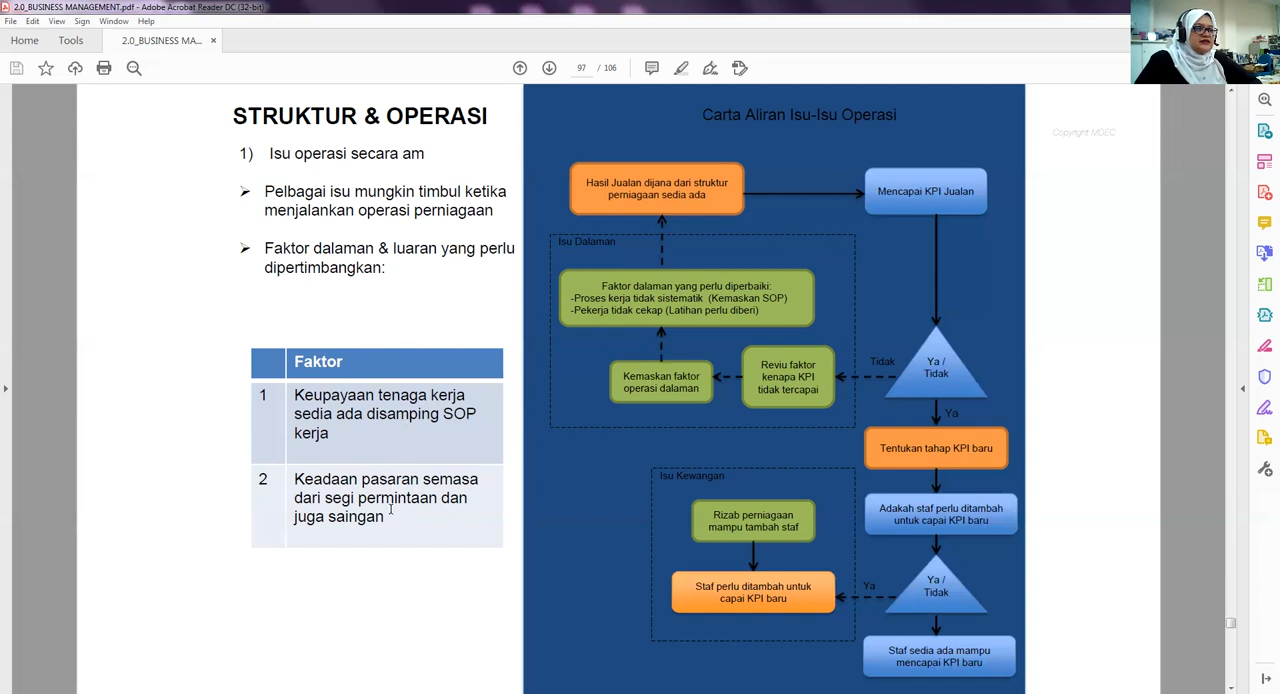 2.0_BUSINESS MANAGEMENT.pdf - Adobe Acrobat Reader DC (32-bit)
File Edit View Sign Window Help
Home Tools 2.0_BUSINESS MA... ×
97 / 106
STRUKTUR & OPERASI
1) Isu operasi secara am
Pelbagai isu mungkin timbul ketika
menjalankan operasi perniagaan
Faktor dalaman & luaran yang perlu
dipertimbangkan:
Faktor
1 Keupayaan tenaga kerja
sedia ada disamping SOP
kerja
2 Keadaan pasaran semasa
dari segi permintaan dan
juga saingan
Carta Aliran Isu-Isu Operasi
Copyright MDEC
Hasil Jualan dijana dari struktur
perniagaan sedia ada
Mencapai KPI Jualan
Isu Dalaman
Faktor dalaman yang perlu diperbaiki:
-Proses kerja tidak sistematik (Kemaskan SOP)
-Pekerja tidak cekap (Latihan perlu diberi)
Kemaskan faktor
operasi dalaman
Reviu faktor
kenapa KPI
tidak tercapai
Tidak
Ya /
Tidak
Ya
Tentukan tahap KPI baru
Isu Kewangan
Rizab perniagaan
mampu tambah staf
Adakah staf perlu ditambah
untuk capai KPI baru
Staf perlu ditambah untuk
capai KPI baru
Ya
Ya /
Tidak
Staf sedia ada mampu
mencapai KPI baru